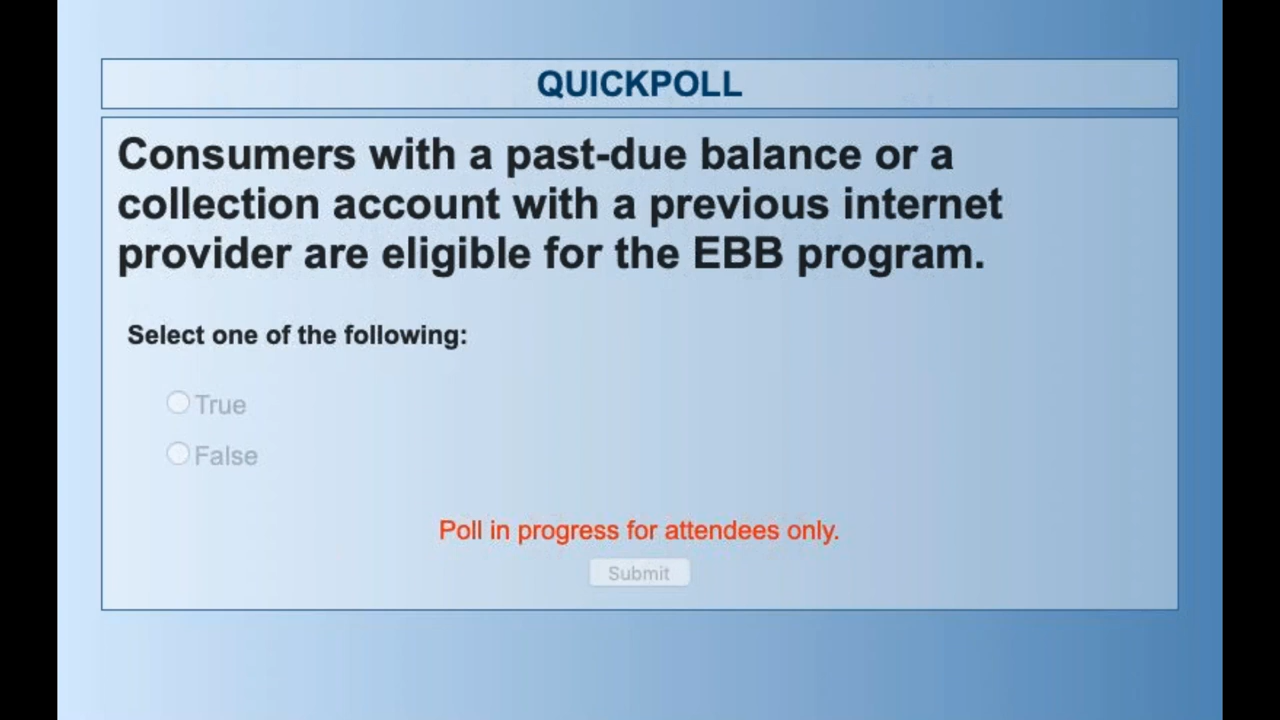 QUICKPOLL
Consumers with a past-due balance or a
collection account with a previous internet
provider are eligible for the EBB program.
Select one of the following:
True
False
Poll in progress for attendees only.
Submit